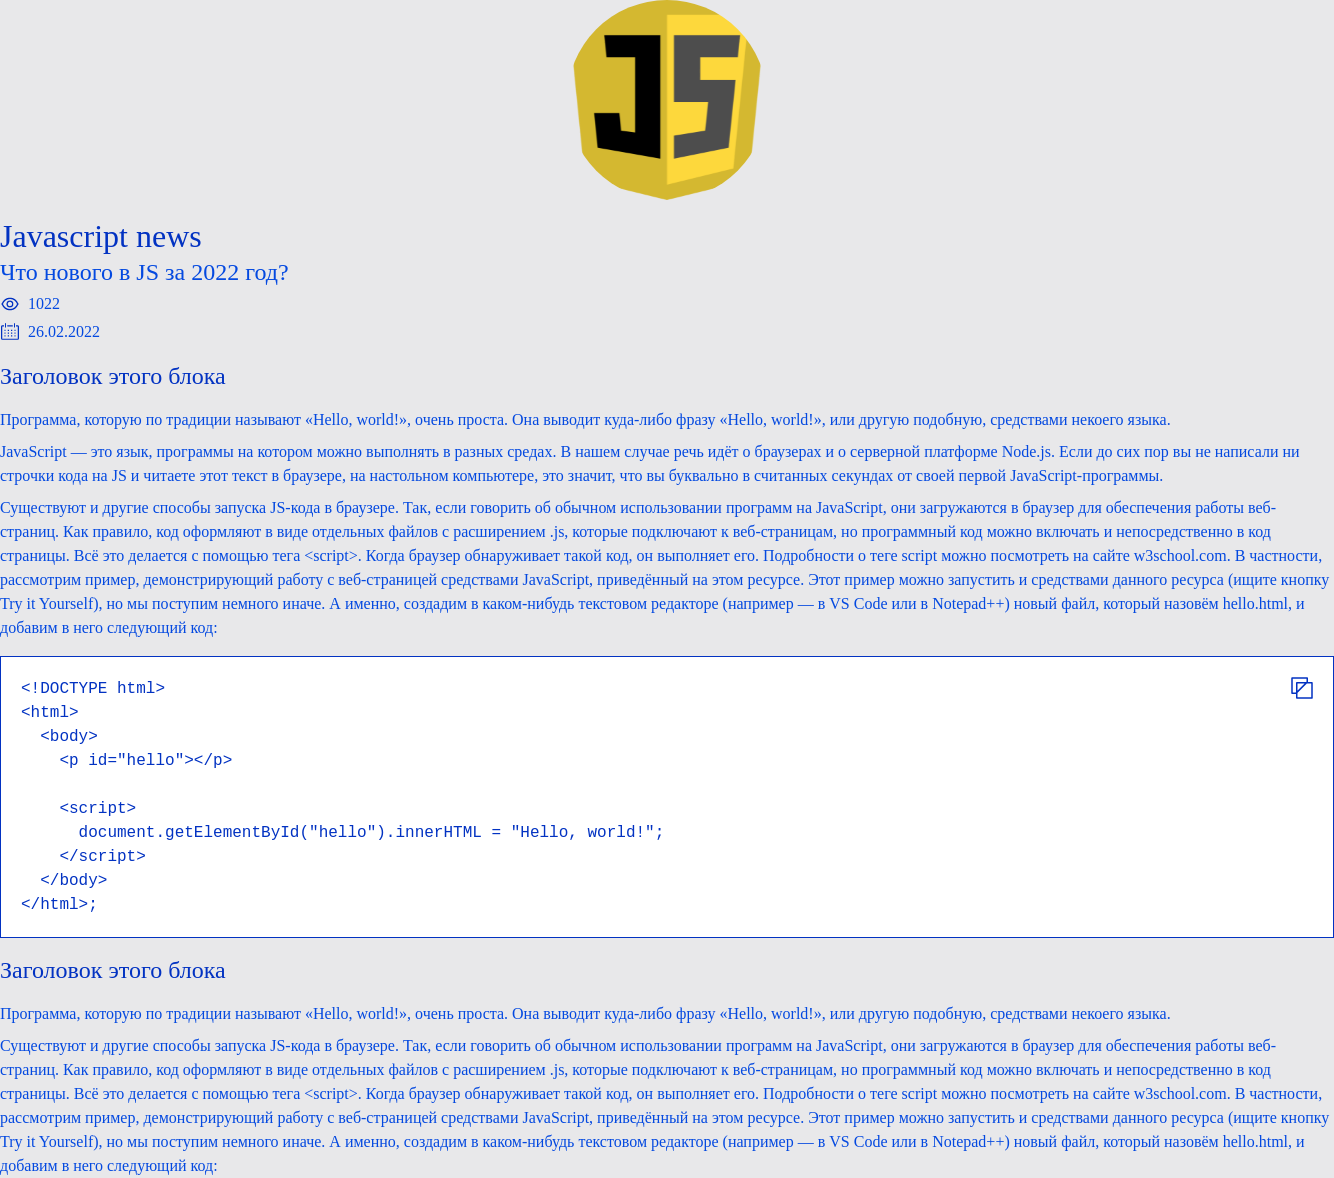 JS
Javascript news
Что нового в JS за 2022 год?
1022
26.02.2022
Заголовок этого блока
Программа, которую по традиции называют «Hello, world!», очень проста. Она выводит куда-либо фразу «Hello, world!», или другую подобную, средствами некоего языка.
JavaScript — это язык, программы на котором можно выполнять в разных средах. В нашем случае речь идёт о браузерах и о серверной платформе Node.js. Если до сих пор вы не написали ни
строчки кода на JS и читаете этот текст в браузере, на настольном компьютере, это значит, что вы буквально в считанных секундах от своей первой JavaScript-программы.
Существуют и другие способы запуска JS-кода в браузере. Так, если говорить об обычном использовании программ на JavaScript, они загружаются в браузер для обеспечения работы веб-
страниц. Как правило, код оформляют в виде отдельных файлов с расширением .js, которые подключают к веб-страницам, но программный код можно включать и непосредственно в код
страницы. Всё это делается с помощью тега <script>. Когда браузер обнаруживает такой код, он выполняет его. Подробности о теге script можно посмотреть на сайте w3school.com. В частности,
рассмотрим пример, демонстрирующий работу с веб-страницей средствами JavaScript, приведённый на этом ресурсе. Этот пример можно запустить и средствами данного ресурса (ищите кнопку
Try it Yourself), но мы поступим немного иначе. А именно, создадим в каком-нибудь текстовом редакторе (например — в VS Code или в Notepad++) новый файл, который назовём hello.html, и
добавим в него следующий код:
<!DOCTYPE html>
<html>
  <body>
    <p id="hello"></p>

    <script>
      document.getElementById("hello").innerHTML = "Hello, world!";
    </script>
  </body>
</html>;
Заголовок этого блока
Программа, которую по традиции называют «Hello, world!», очень проста. Она выводит куда-либо фразу «Hello, world!», или другую подобную, средствами некоего языка.
Существуют и другие способы запуска JS-кода в браузере. Так, если говорить об обычном использовании программ на JavaScript, они загружаются в браузер для обеспечения работы веб-
страниц. Как правило, код оформляют в виде отдельных файлов с расширением .js, которые подключают к веб-страницам, но программный код можно включать и непосредственно в код
страницы. Всё это делается с помощью тега <script>. Когда браузер обнаруживает такой код, он выполняет его. Подробности о теге script можно посмотреть на сайте w3school.com. В частности,
рассмотрим пример, демонстрирующий работу с веб-страницей средствами JavaScript, приведённый на этом ресурсе. Этот пример можно запустить и средствами данного ресурса (ищите кнопку
Try it Yourself), но мы поступим немного иначе. А именно, создадим в каком-нибудь текстовом редакторе (например — в VS Code или в Notepad++) новый файл, который назовём hello.html, и
добавим в него следующий код: